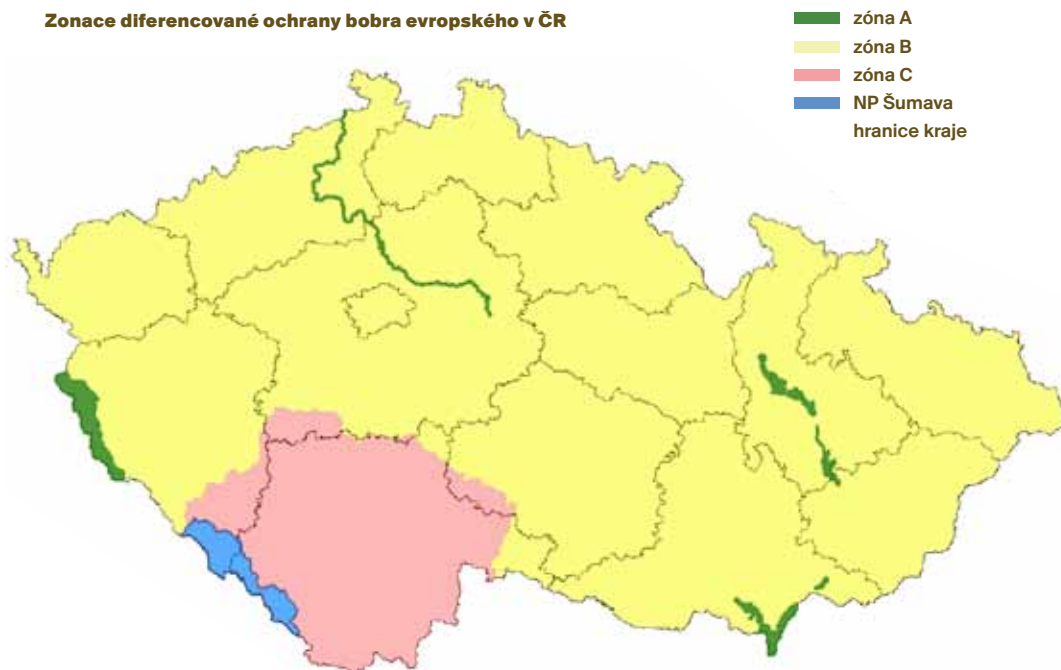 Zonace diferencované ochrany bobra evropského v ČR
zóna A
zóna B
zóna C
NP Šumava
hranice kraje